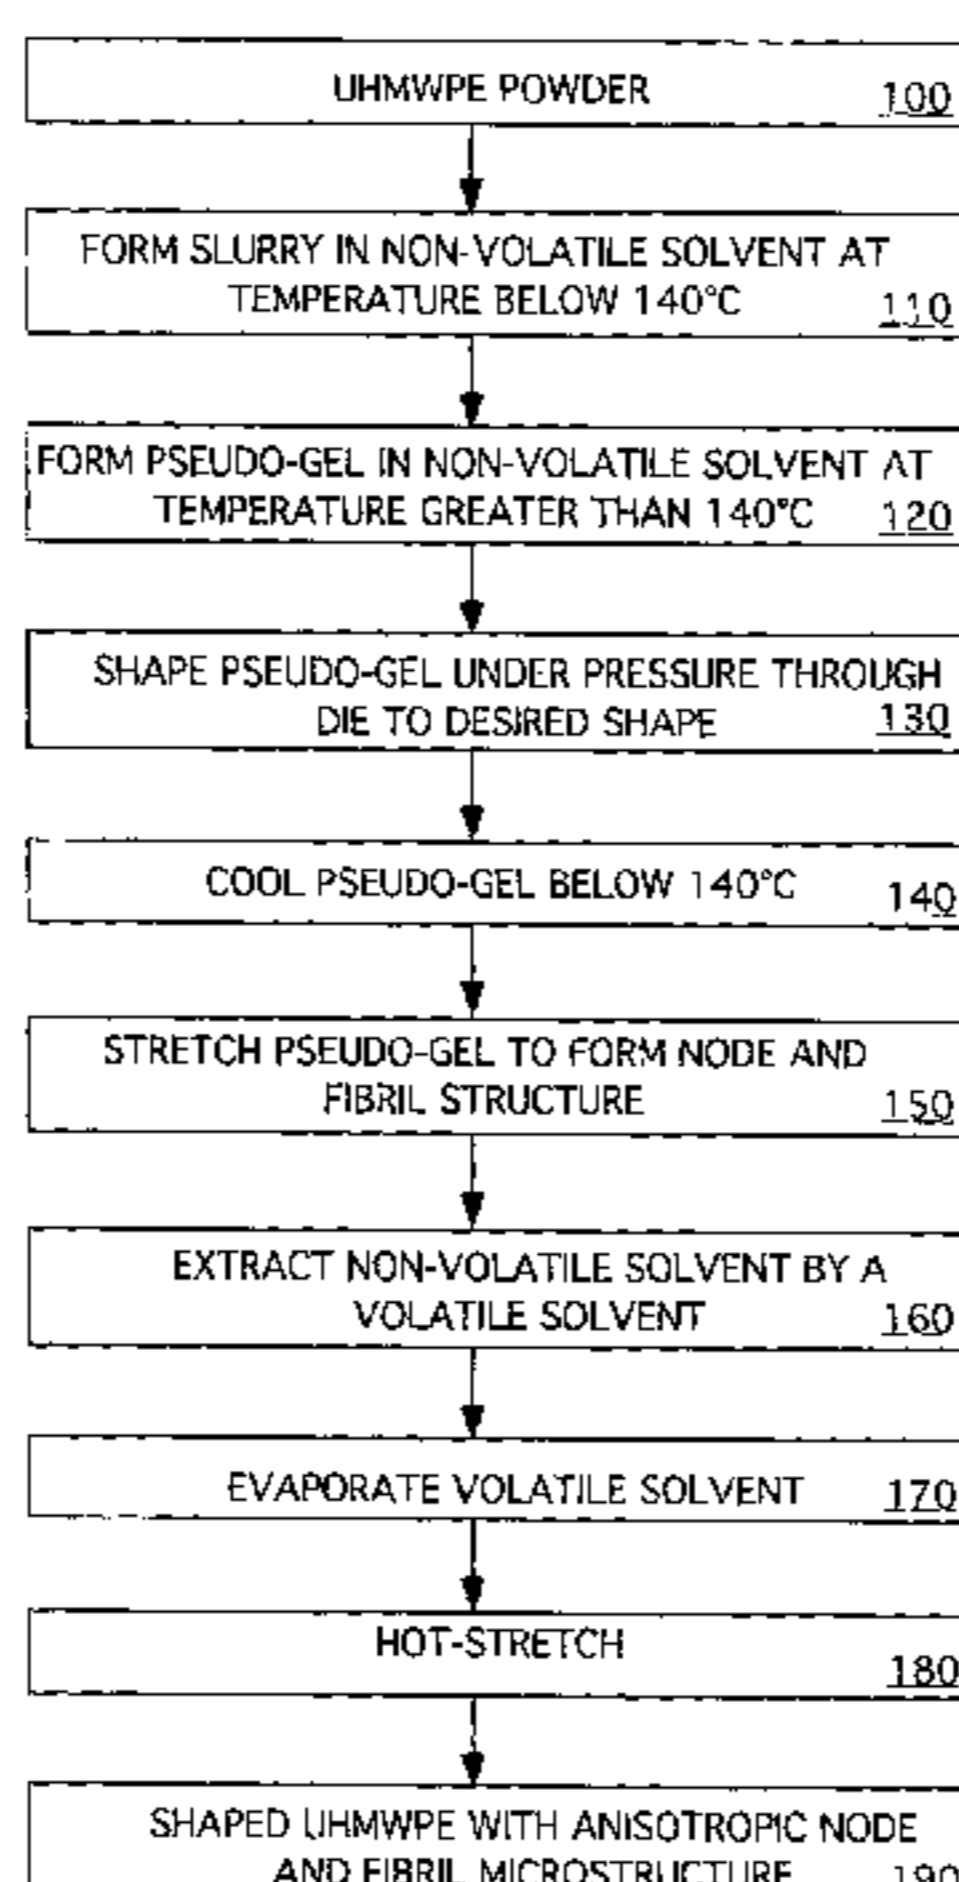 UHMWPE POWDER 100
FORM SLURRY IN NON-VOLATILE SOLVENT AT
TEMPERATURE BELOW 140°C 110
FORM PSEUDO-GEL IN NON-VOLATILE SOLVENT AT
TEMPERATURE GREATER THAN 140°C 120
SHAPE PSEUDO-GEL UNDER PRESSURE THROUGH
DIE TO DESIRED SHAPE 130
COOL PSEUDO-GEL BELOW 140°C 140
STRETCH PSEUDO-GEL TO FORM NODE AND
FIBRIL STRUCTURE 150
EXTRACT NON-VOLATILE SOLVENT BY A
VOLATILE SOLVENT 160
EVAPORATE VOLATILE SOLVENT 170
HOT-STRETCH 180
SHAPED UHMWPE WITH ANISOTROPIC NODE
AND FIBRIL MICROSTRUCTURE 190